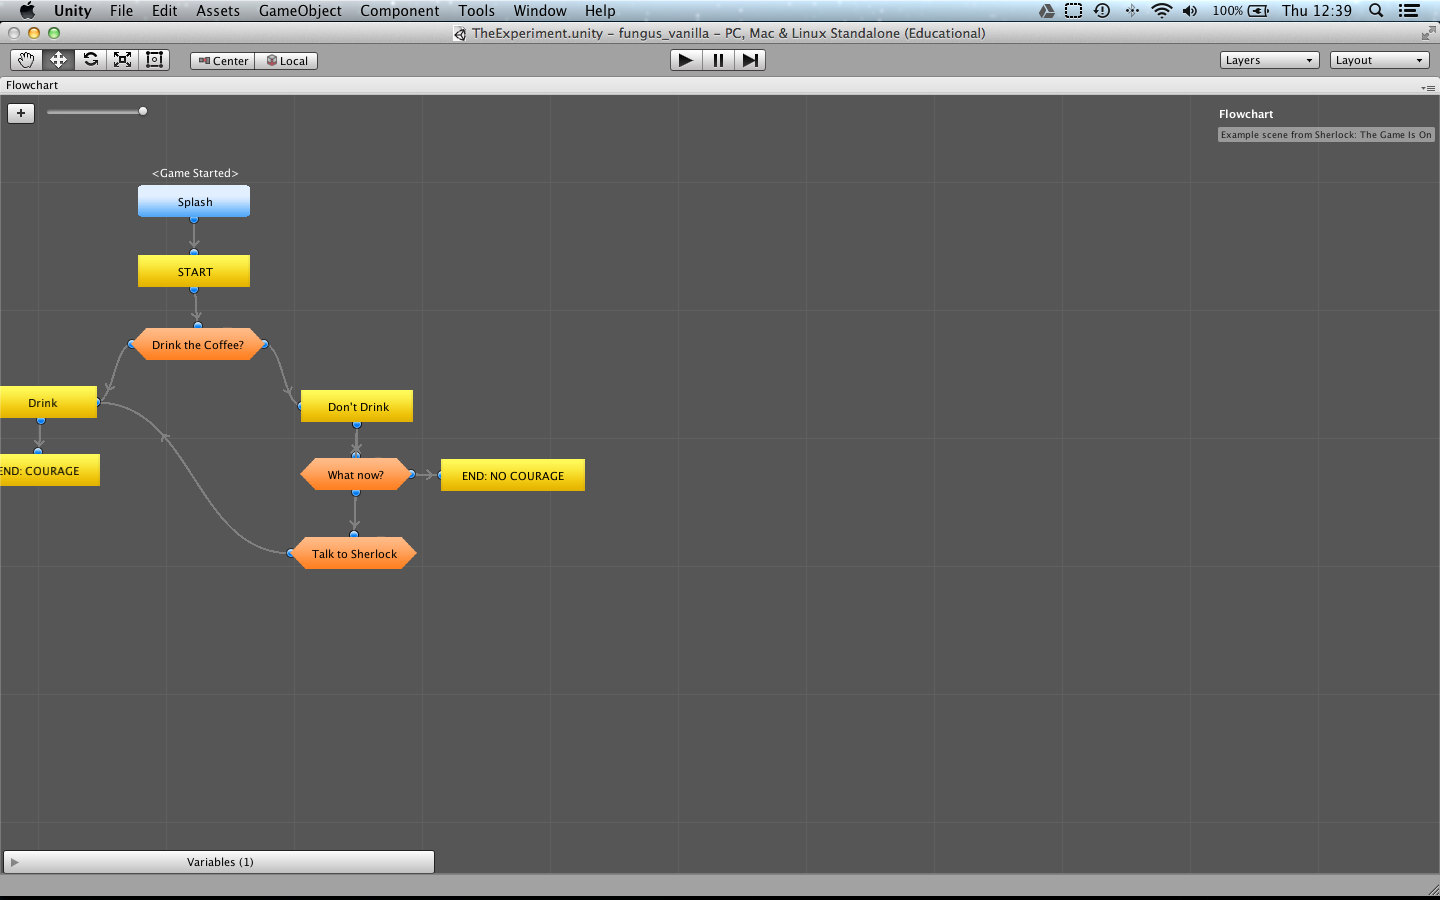 Unity File Edit Assets GameObject Component Tools Window Help 100% Thu 12:39
TheExperiment.unity – fungus_vanilla – PC, Mac & Linux Standalone (Educational)
Center Local Layers Layout
Flowchart
+
Flowchart
Example scene from Sherlock: The Game Is On
<Game Started>
Splash
START
Drink the Coffee?
Drink
Don't Drink
END: COURAGE
What now?
END: NO COURAGE
Talk to Sherlock
Variables (1)